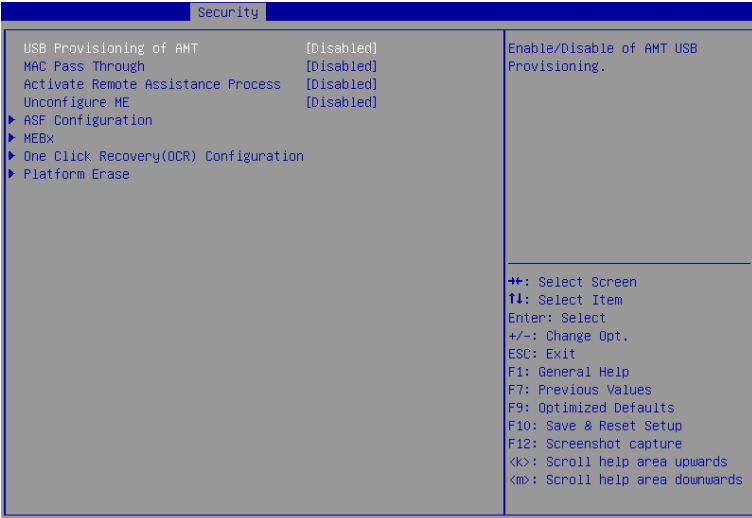 Security
USB Provisioning of AMT [Disabled]
MAC Pass Through [Disabled]
Activate Remote Assistance Process [Disabled]
Unconfigure ME [Disabled]
▶ ASF Configuration
▶ MEBx
▶ One Click Recovery(OCR) Configuration
▶ Platform Erase
Enable/Disable of AMT USB
Provisioning.
→←: Select Screen
↑↓: Select Item
Enter: Select
+/-: Change Opt.
ESC: Exit
F1: General Help
F7: Previous Values
F9: Optimized Defaults
F10: Save & Reset Setup
F12: Screenshot capture
<k>: Scroll help area upwards
<m>: Scroll help area downwards